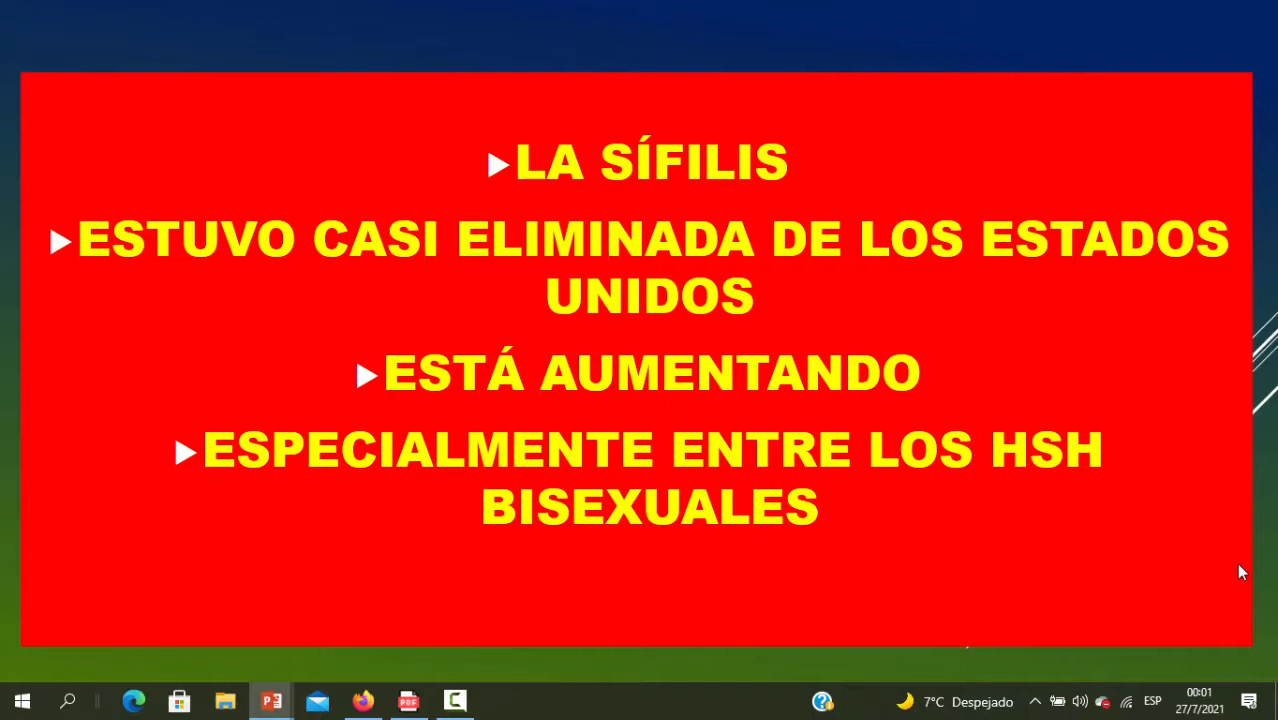 LA SÍFILIS
ESTUVO CASI ELIMINADA DE LOS ESTADOS
UNIDOS
ESTÁ AUMENTANDO
ESPECIALMENTE ENTRE LOS HSH
BISEXUALES
7°C Despejado
ESP
00:01
27/7/2021
PDF